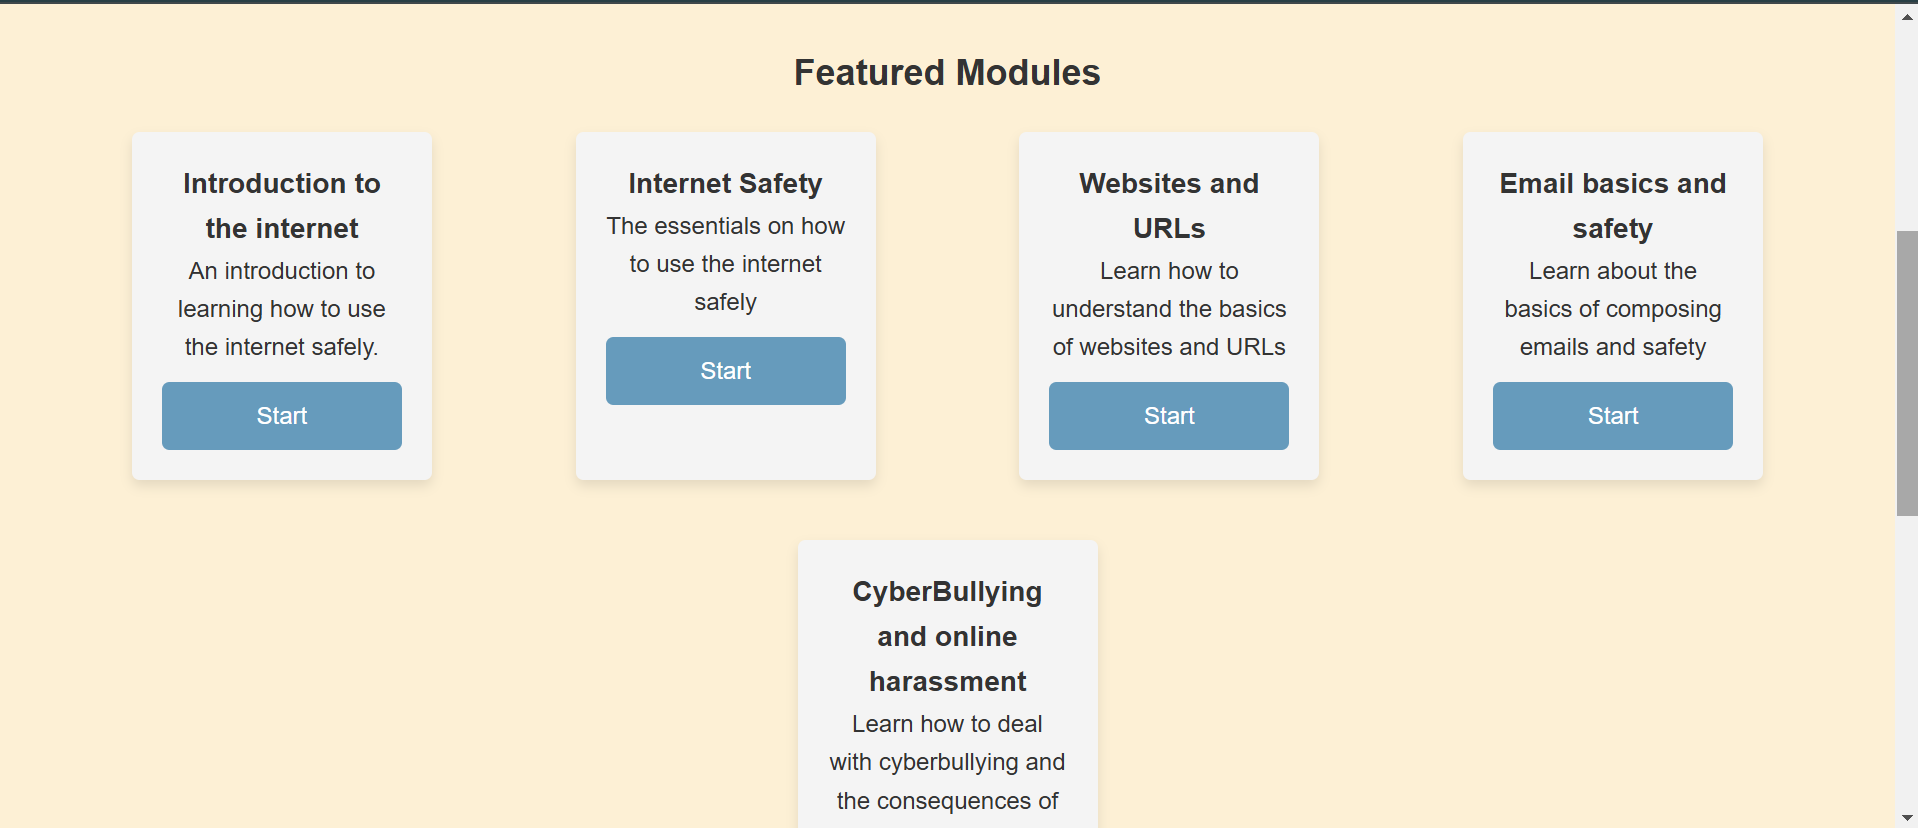 Featured Modules
Introduction to
the internet
An introduction to
learning how to use
the internet safely.
Start
Internet Safety
The essentials on how
to use the internet
safely
Start
Websites and
URLs
Learn how to
understand the basics
of websites and URLs
Start
Email basics and
safety
Learn about the
basics of composing
emails and safety
Start
CyberBullying
and online
harassment
Learn how to deal
with cyberbullying and
the consequences of